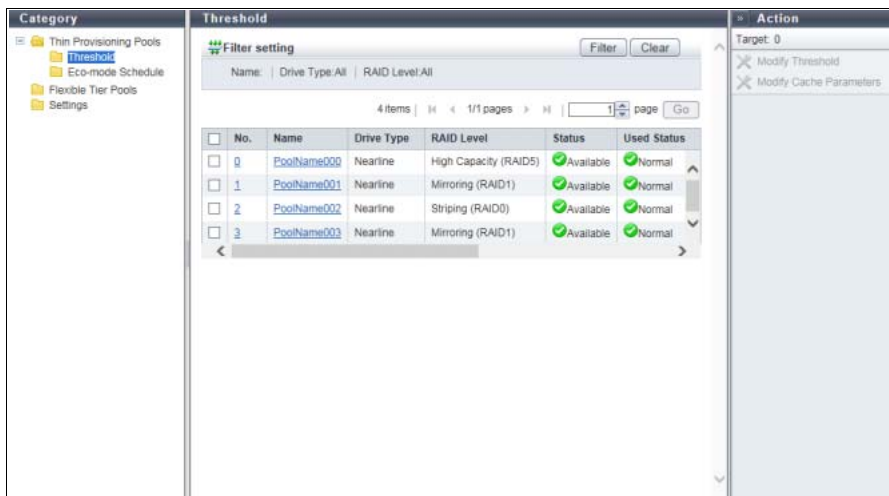 Category
Thin Provisioning Pools
Threshold
Eco-mode Schedule
Flexible Tier Pools
Settings
Threshold
Filter setting Filter Clear
Name: | Drive Type:All | RAID Level:All
4 items | 1/1 pages | 1 page Go
No. Name Drive Type RAID Level Status Used Status
0 PoolName000 Nearline High Capacity (RAID5) Available Normal
1 PoolName001 Nearline Mirroring (RAID1) Available Normal
2 PoolName002 Nearline Striping (RAID0) Available Normal
3 PoolName003 Nearline Mirroring (RAID1) Available Normal
» Action
Target: 0
Modify Threshold
Modify Cache Parameters